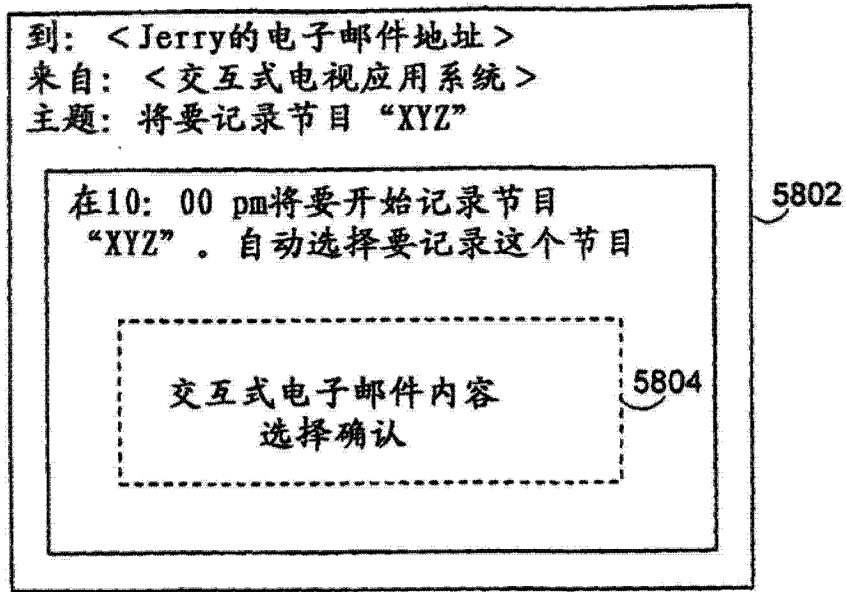 到：<Jerry的电子邮件地址>
来自：<交互式电视应用系统>
主题：将要记录节目“XYZ”
在10：00 pm将要开始记录节目
“XYZ”。自动选择要记录这个节目
5802
交互式电子邮件内容
选择确认
5804